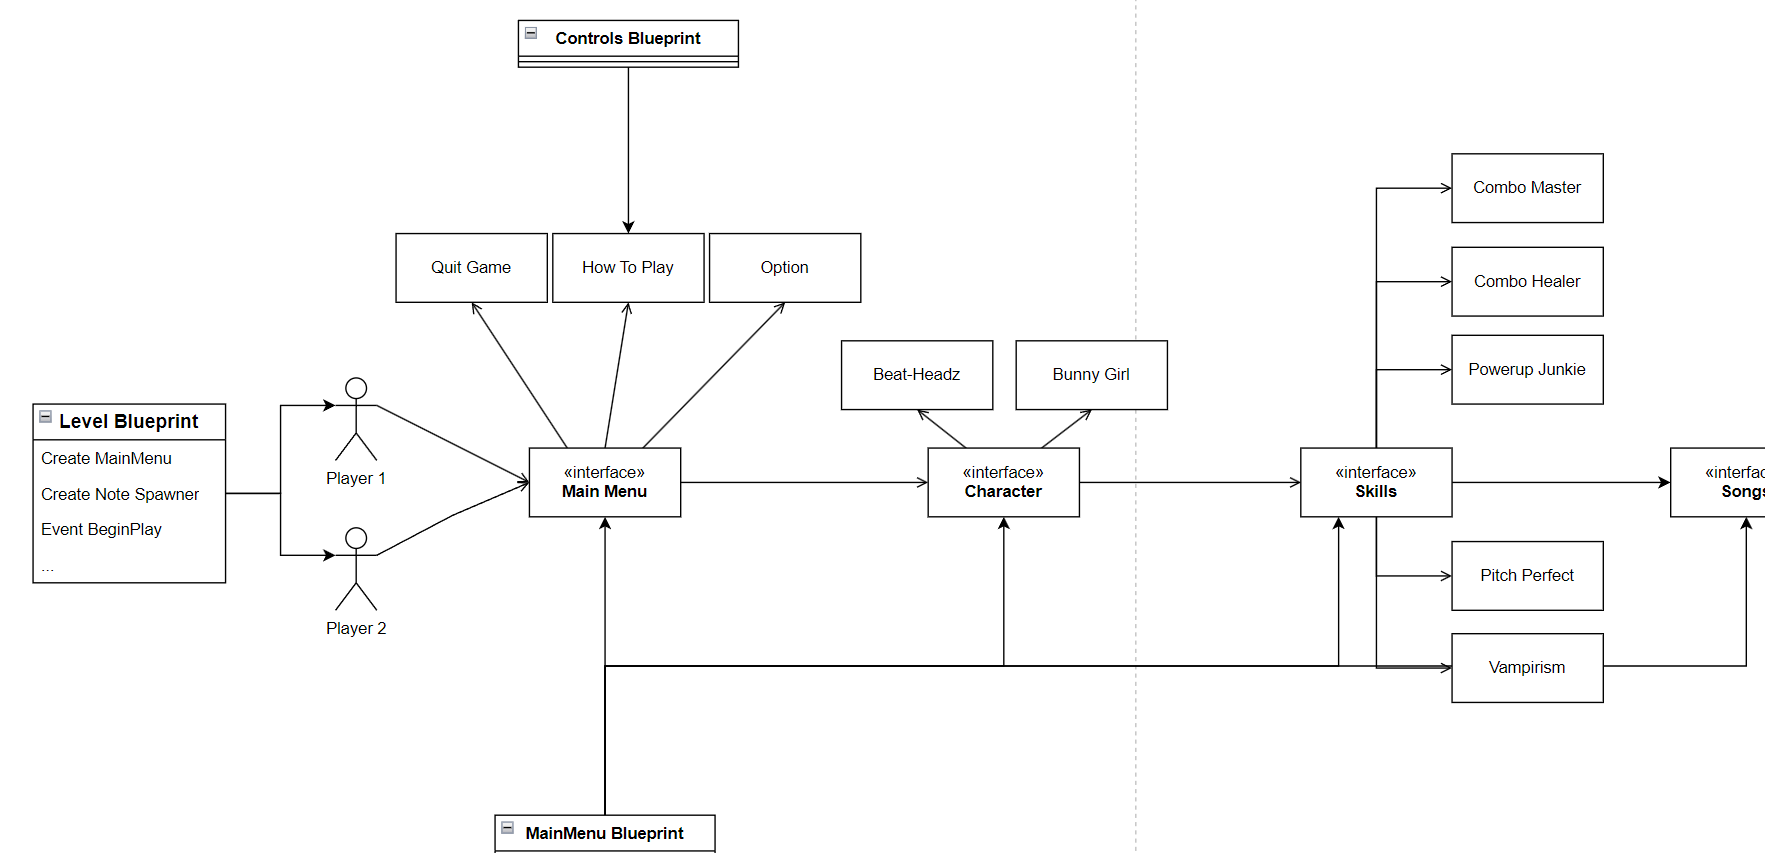 Controls Blueprint
Combo Master
Quit Game
How To Play
Option
Combo Healer
Powerup Junkie
Beat-Headz
Bunny Girl
Level Blueprint
Create MainMenu
Create Note Spawner
Event BeginPlay
...
Player 1
Player 2
«interface»
Main Menu
«interface»
Character
«interface»
Skills
«interfac
Songs
Pitch Perfect
Vampirism
MainMenu Blueprint